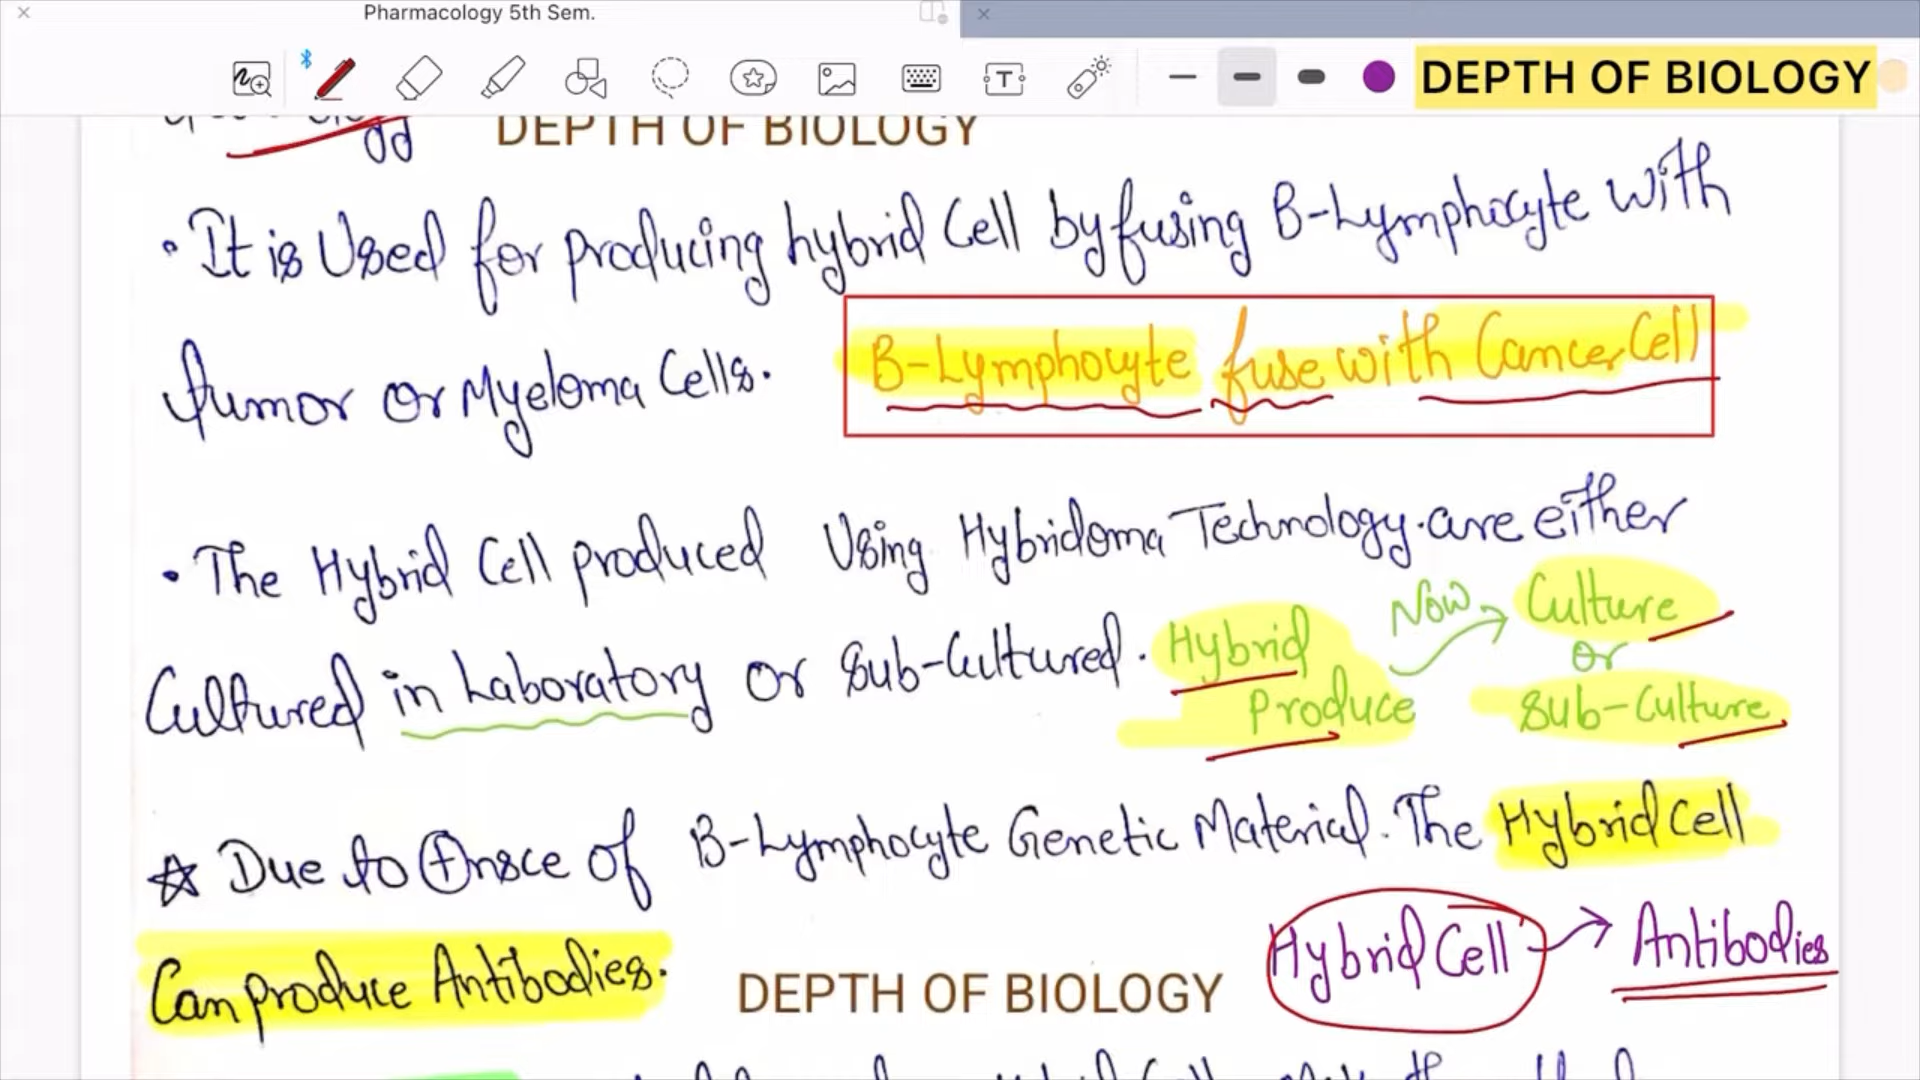 Pharmacology 5th Sem.
DEPTH OF BIOLOGY
DEPTH OF BIOLOGY
• It is Used for producing hybrid Cell by fusing B-Lymphocyte with
tumor or Myeloma Cells.
B-Lymphocyte fuse with Cancer Cell
• The Hybrid Cell produced Using Hybridoma Technology. are either
Cultured in Laboratory or Sub-Cultured.
Hybrid
Produce
Now
Culture
or
Sub-Culture
☆ Due to ⊕nsce of B-Lymphocyte Genetic Material. The Hybrid Cell
Can produce Antibodies.
Hybrid Cell → Antibodies
DEPTH OF BIOLOGY